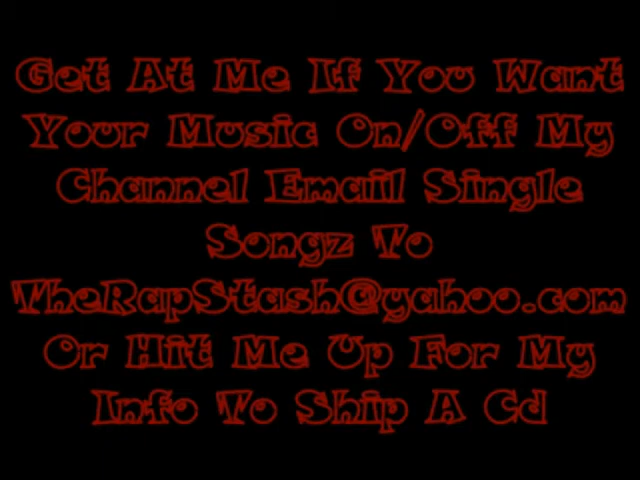 Get At Me If You Want
Your Music On/Off My
Channel Email Single
Songz To
TheRapStash@yahoo.com
Or Hit Me Up For My
Info To Ship A Cd